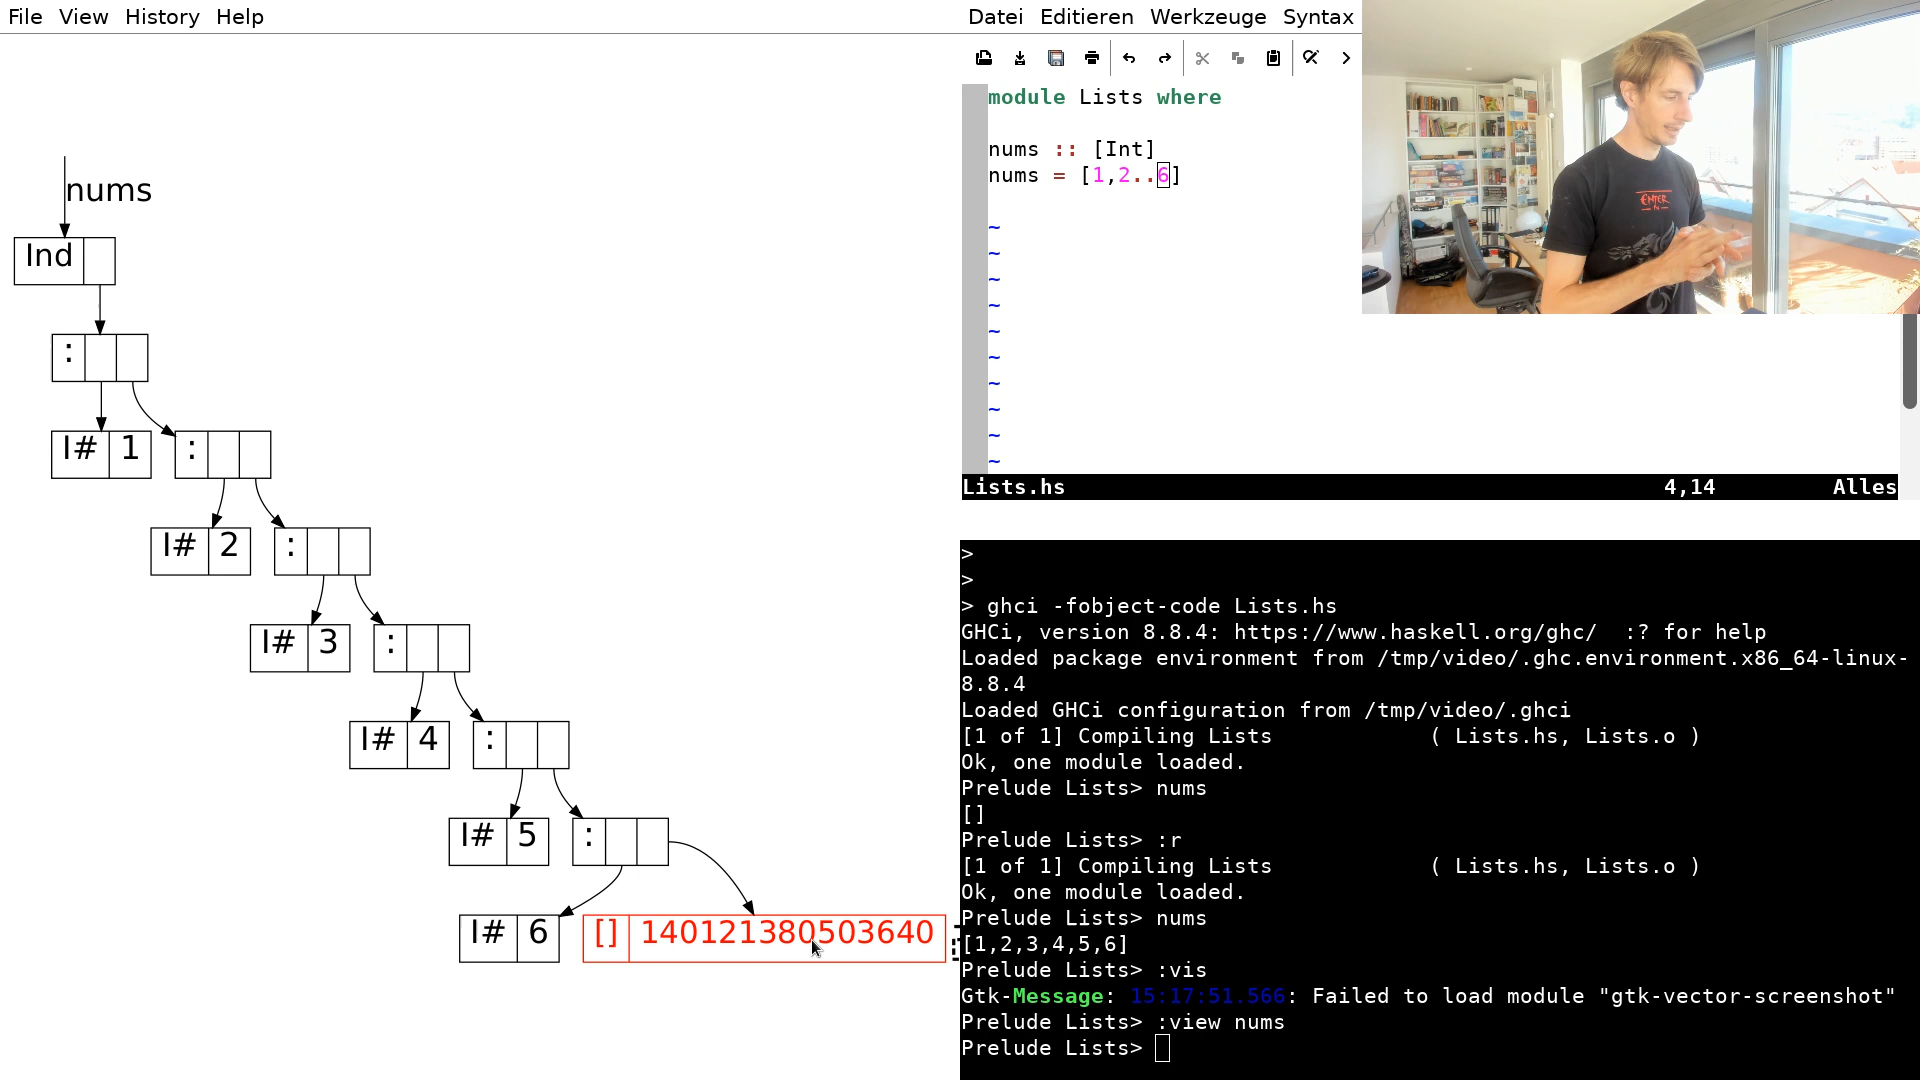 File View History Help
nums
Ind
:
I# 1 :
I# 2 :
I# 3 :
I# 4 :
I# 5 :
I# 6 [] 140121380503640
Datei Editieren Werkzeuge Syntax
module Lists where
nums :: [Int]
nums = [1,2..6]
~
~
~
~
~
~
~
~
~
~
Lists.hs 4,14 Alles
ENTER
>
>
> ghci -fobject-code Lists.hs
GHCi, version 8.8.4: https://www.haskell.org/ghc/  :? for help
Loaded package environment from /tmp/video/.ghc.environment.x86_64-linux-
8.8.4
Loaded GHCi configuration from /tmp/video/.ghci
[1 of 1] Compiling Lists            ( Lists.hs, Lists.o )
Ok, one module loaded.
Prelude Lists> nums
[]
Prelude Lists> :r
[1 of 1] Compiling Lists            ( Lists.hs, Lists.o )
Ok, one module loaded.
Prelude Lists> nums
[1,2,3,4,5,6]
Prelude Lists> :vis
Gtk-Message: 15:17:51.566: Failed to load module "gtk-vector-screenshot"
Prelude Lists> :view nums
Prelude Lists>